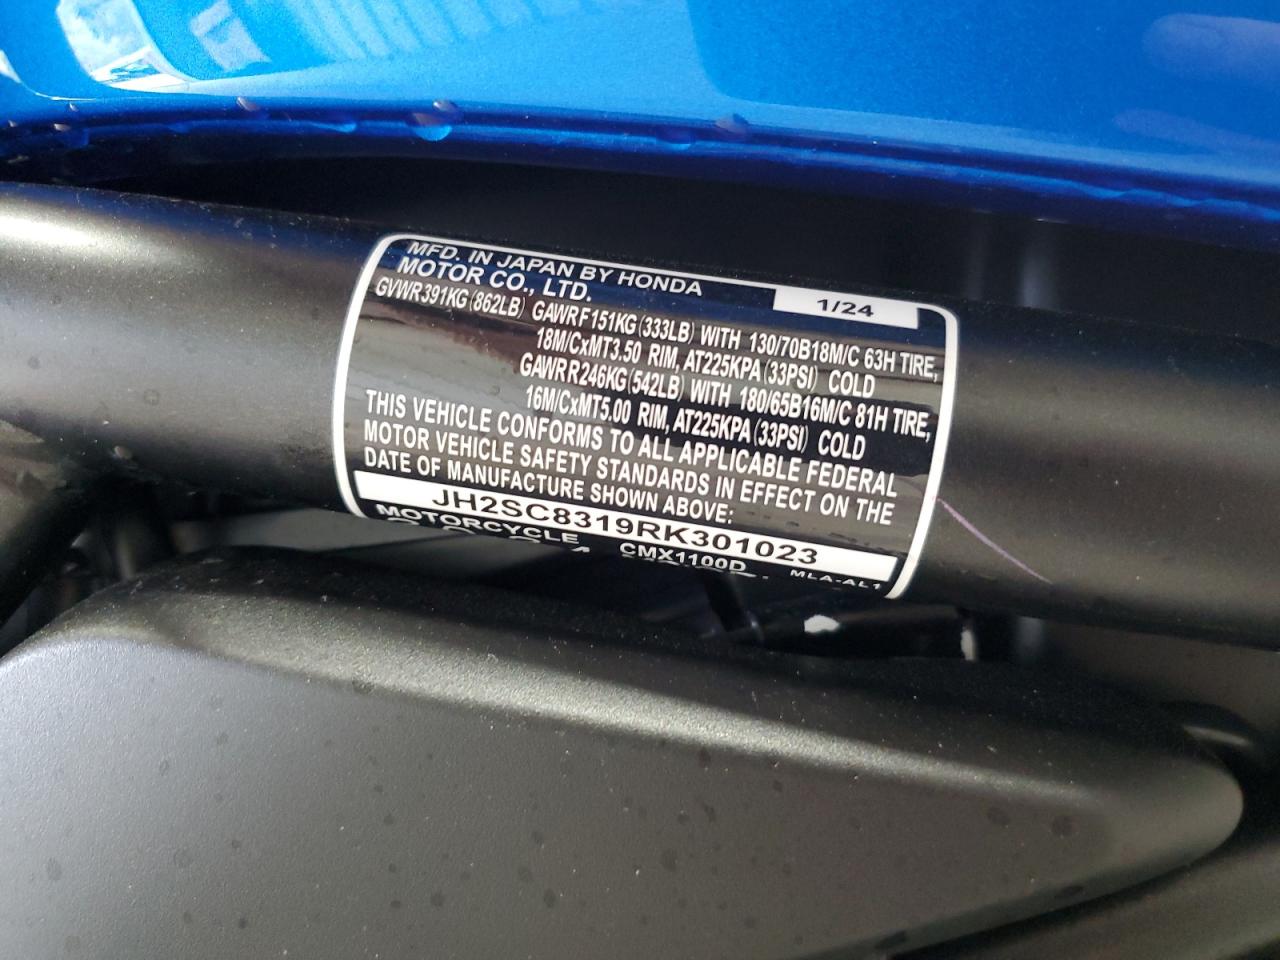 MFD. IN JAPAN BY HONDA
MOTOR CO., LTD.
1/24
GVWR391KG(862LB) GAWR F151KG(333LB) WITH 130/70B18M/C 63H TIRE,
18M/CxMT3.50 RIM, AT225KPA(33PSI) COLD
GAWR R246KG(542LB) WITH 180/65B16M/C 81H TIRE,
16M/CxMT5.00 RIM, AT225KPA(33PSI) COLD
THIS VEHICLE CONFORMS TO ALL APPLICABLE FEDERAL
MOTOR VEHICLE SAFETY STANDARDS IN EFFECT ON THE
DATE OF MANUFACTURE SHOWN ABOVE:
JH2SC8319RK301023
MOTORCYCLE CMX1100D MLA-AL1